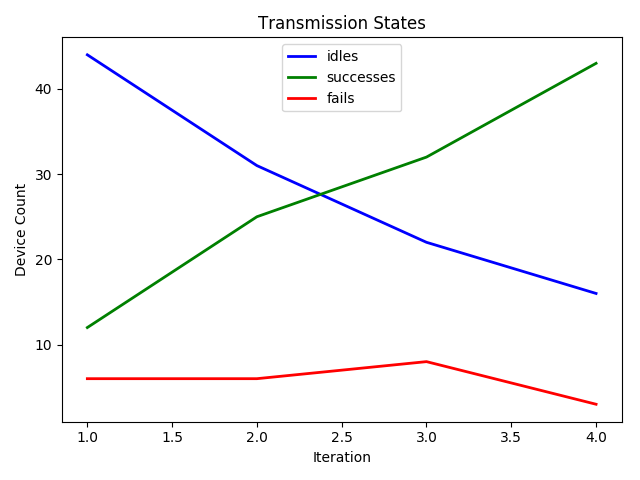 Transmission States
idles
successes
fails
Device Count
40
30
20
10
1.0 1.5 2.0 2.5 3.0 3.5 4.0
Iteration